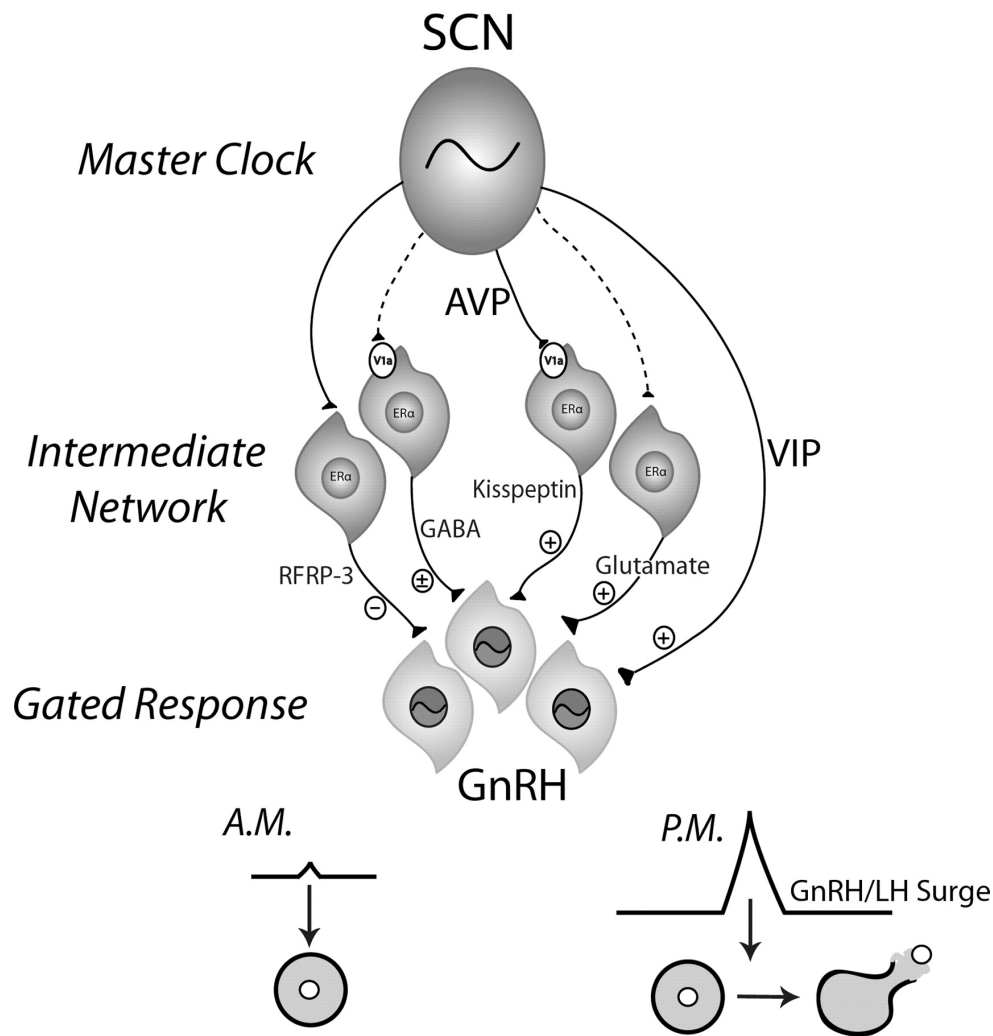 SCN
Master Clock
AVP
V1a
V1a
ERα
ERα
Intermediate
Network
VIP
ERα
ERα
Kisspeptin
GABA
+
Glutamate
RFRP-3
±
+
−
+
Gated Response
GnRH
A.M.
P.M.
GnRH/LH Surge